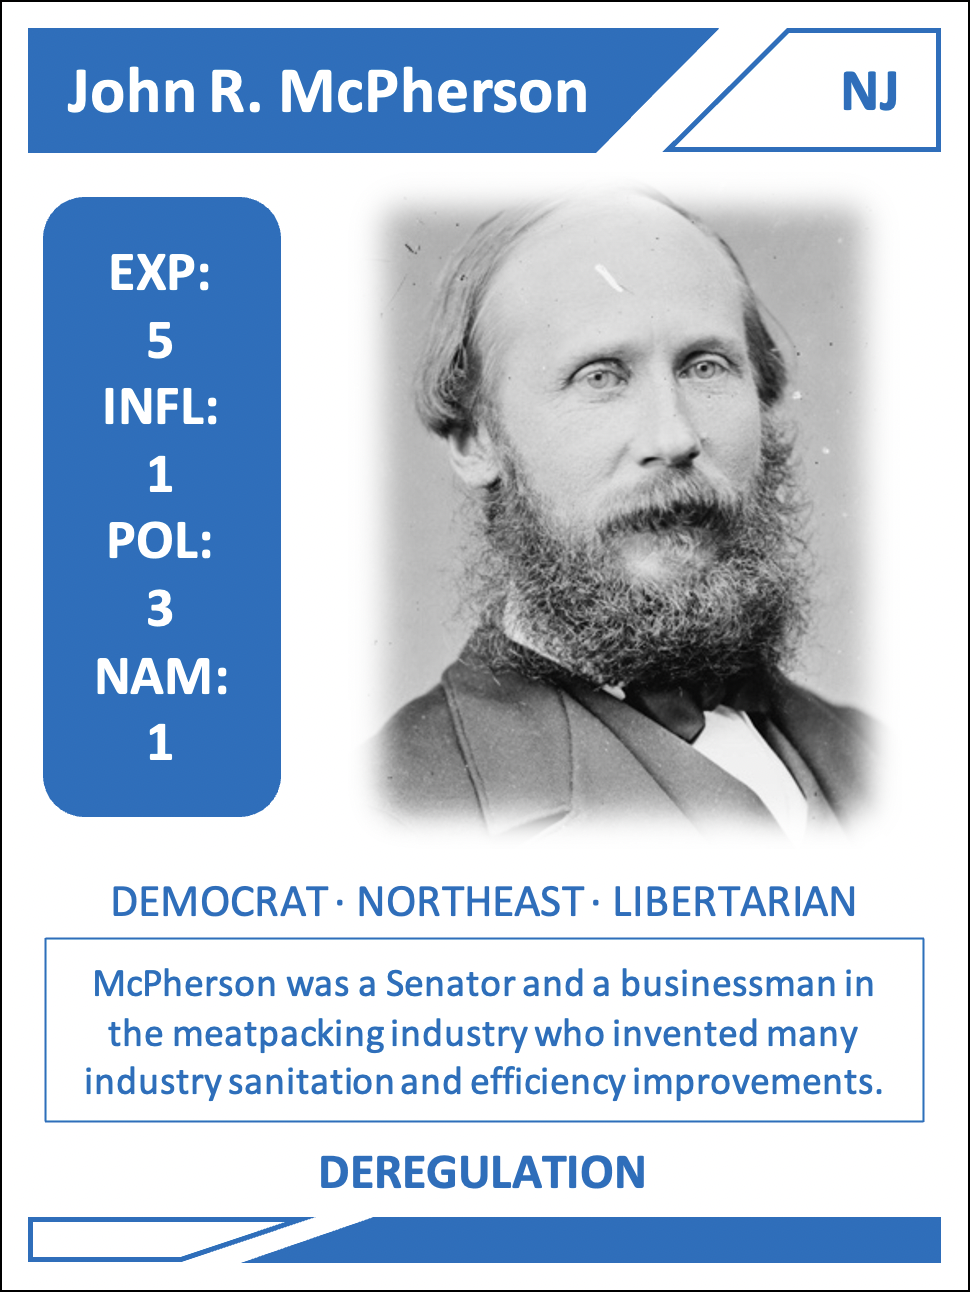 John R. McPherson
NJ
EXP:
5
INFL:
1
POL:
3
NAM:
1
DEMOCRAT · NORTHEAST · LIBERTARIAN
McPherson was a Senator and a businessman in
the meatpacking industry who invented many
industry sanitation and efficiency improvements.
DEREGULATION